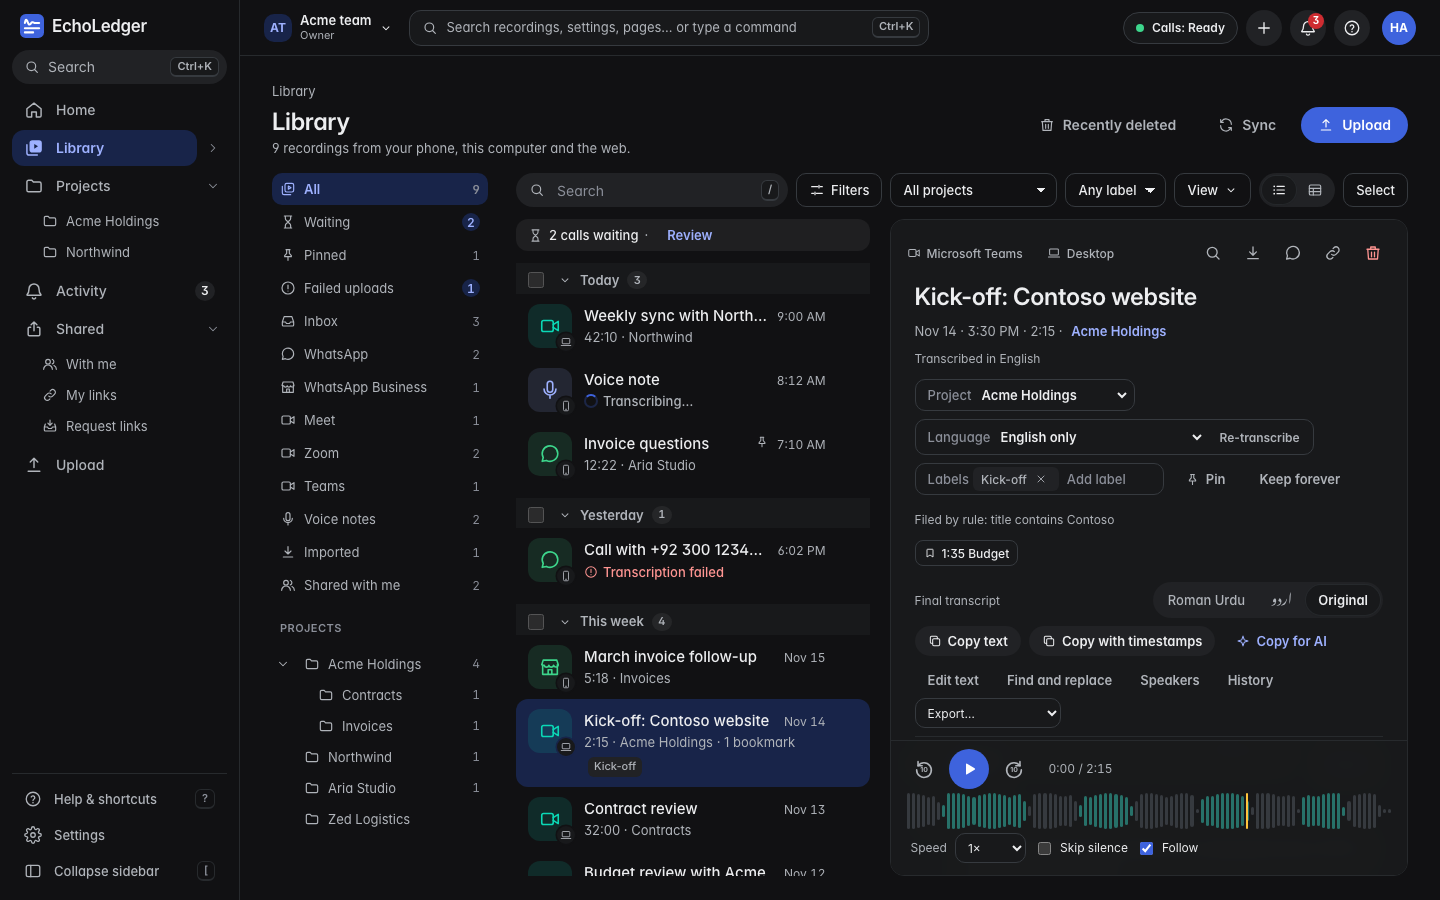 EchoLedger
Search Ctrl+K
Home
Library
Projects
Acme Holdings
Northwind
Activity 3
Shared
With me
My links
Request links
Upload
Help & shortcuts ?
Settings
Collapse sidebar [
AT Acme team
Owner
Search recordings, settings, pages... or type a command Ctrl+K
Calls: Ready
3
HA
Library
Library
9 recordings from your phone, this computer and the web.
Recently deleted
Sync
Upload
All 9
Waiting 2
Pinned 1
Failed uploads 1
Inbox 3
WhatsApp 2
WhatsApp Business 1
Meet 1
Zoom 2
Teams 1
Voice notes 2
Imported 1
Shared with me 2
PROJECTS
Acme Holdings 4
Contracts 1
Invoices 1
Northwind 1
Aria Studio 1
Zed Logistics
Search /
Filters
All projects
Any label
View
Select
2 calls waiting · Review
Today 3
Weekly sync with North... 9:00 AM
42:10 · Northwind
Voice note 8:12 AM
Transcribing...
Invoice questions 7:10 AM
12:22 · Aria Studio
Yesterday 1
Call with +92 300 1234... 6:02 PM
Transcription failed
This week 4
March invoice follow-up Nov 15
5:18 · Invoices
Kick-off: Contoso website Nov 14
2:15 · Acme Holdings · 1 bookmark
Kick-off
Contract review Nov 13
32:00 · Contracts
Budget review with Acme Nov 12
Microsoft Teams Desktop
Kick-off: Contoso website
Nov 14 · 3:30 PM · 2:15 · Acme Holdings
Transcribed in English
Project Acme Holdings
Language English only Re-transcribe
Labels Kick-off × Add label Pin Keep forever
Filed by rule: title contains Contoso
1:35 Budget
Final transcript Roman Urdu اردو Original
Copy text Copy with timestamps Copy for AI
Edit text Find and replace Speakers History
Export...
10 10 0:00 / 2:15
Speed 1× Skip silence Follow